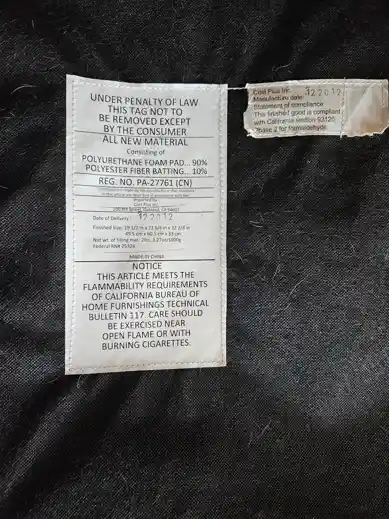 UNDER PENALTY OF LAW
THIS TAG NOT TO
BE REMOVED EXCEPT
BY THE CONSUMER
ALL NEW MATERIAL
Consisting of
POLYURETHANE FOAM PAD... 90%
POLYESTER FIBER BATTING... 10%
REG. NO. PA-27761 (CN)
Cost Plus Inc.
Date of Delivery: 122012
MADE IN CHINA
NOTICE
THIS ARTICLE MEETS THE
FLAMMABILITY REQUIREMENTS
OF CALIFORNIA BUREAU OF
HOME FURNISHINGS TECHNICAL
BULLETIN 117. CARE SHOULD
BE EXERCISED NEAR
OPEN FLAME OR WITH
BURNING CIGARETTES.
Cost Plus Inc. 122012
Manufacture date
Statement of compliance
This finished good is compliant
with California section 93120
Phase 2 for formaldehyde.